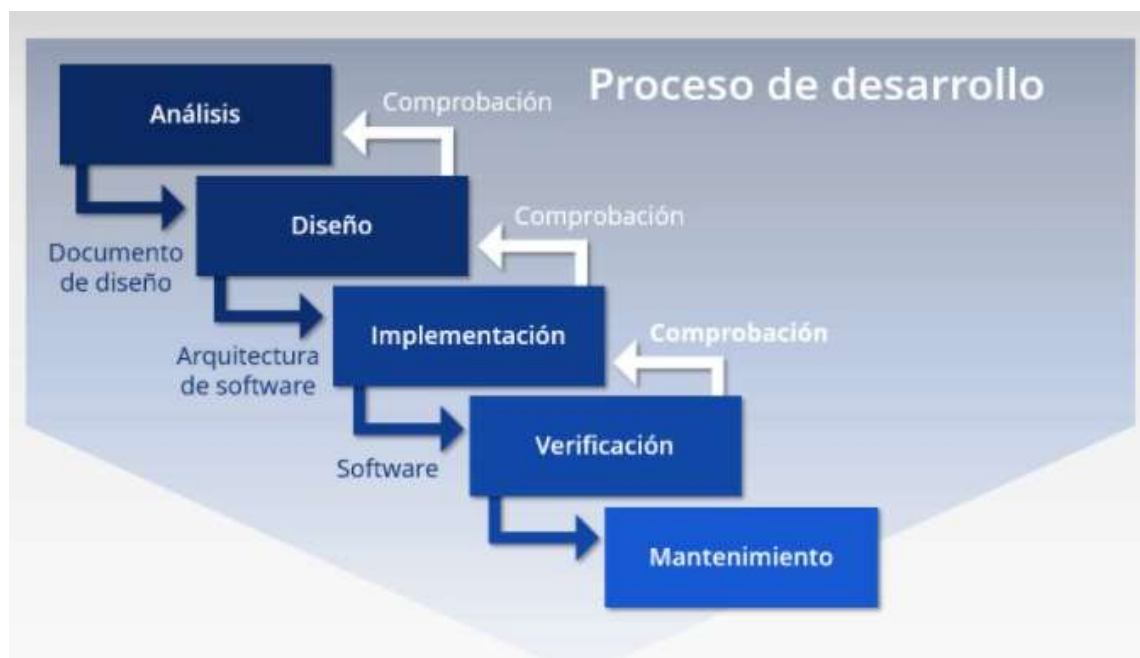 Proceso de desarrollo
Análisis
Comprobación
Documento
de diseño
Diseño
Comprobación
Arquitectura
de software
Implementación
Comprobación
Software
Verificación
Mantenimiento